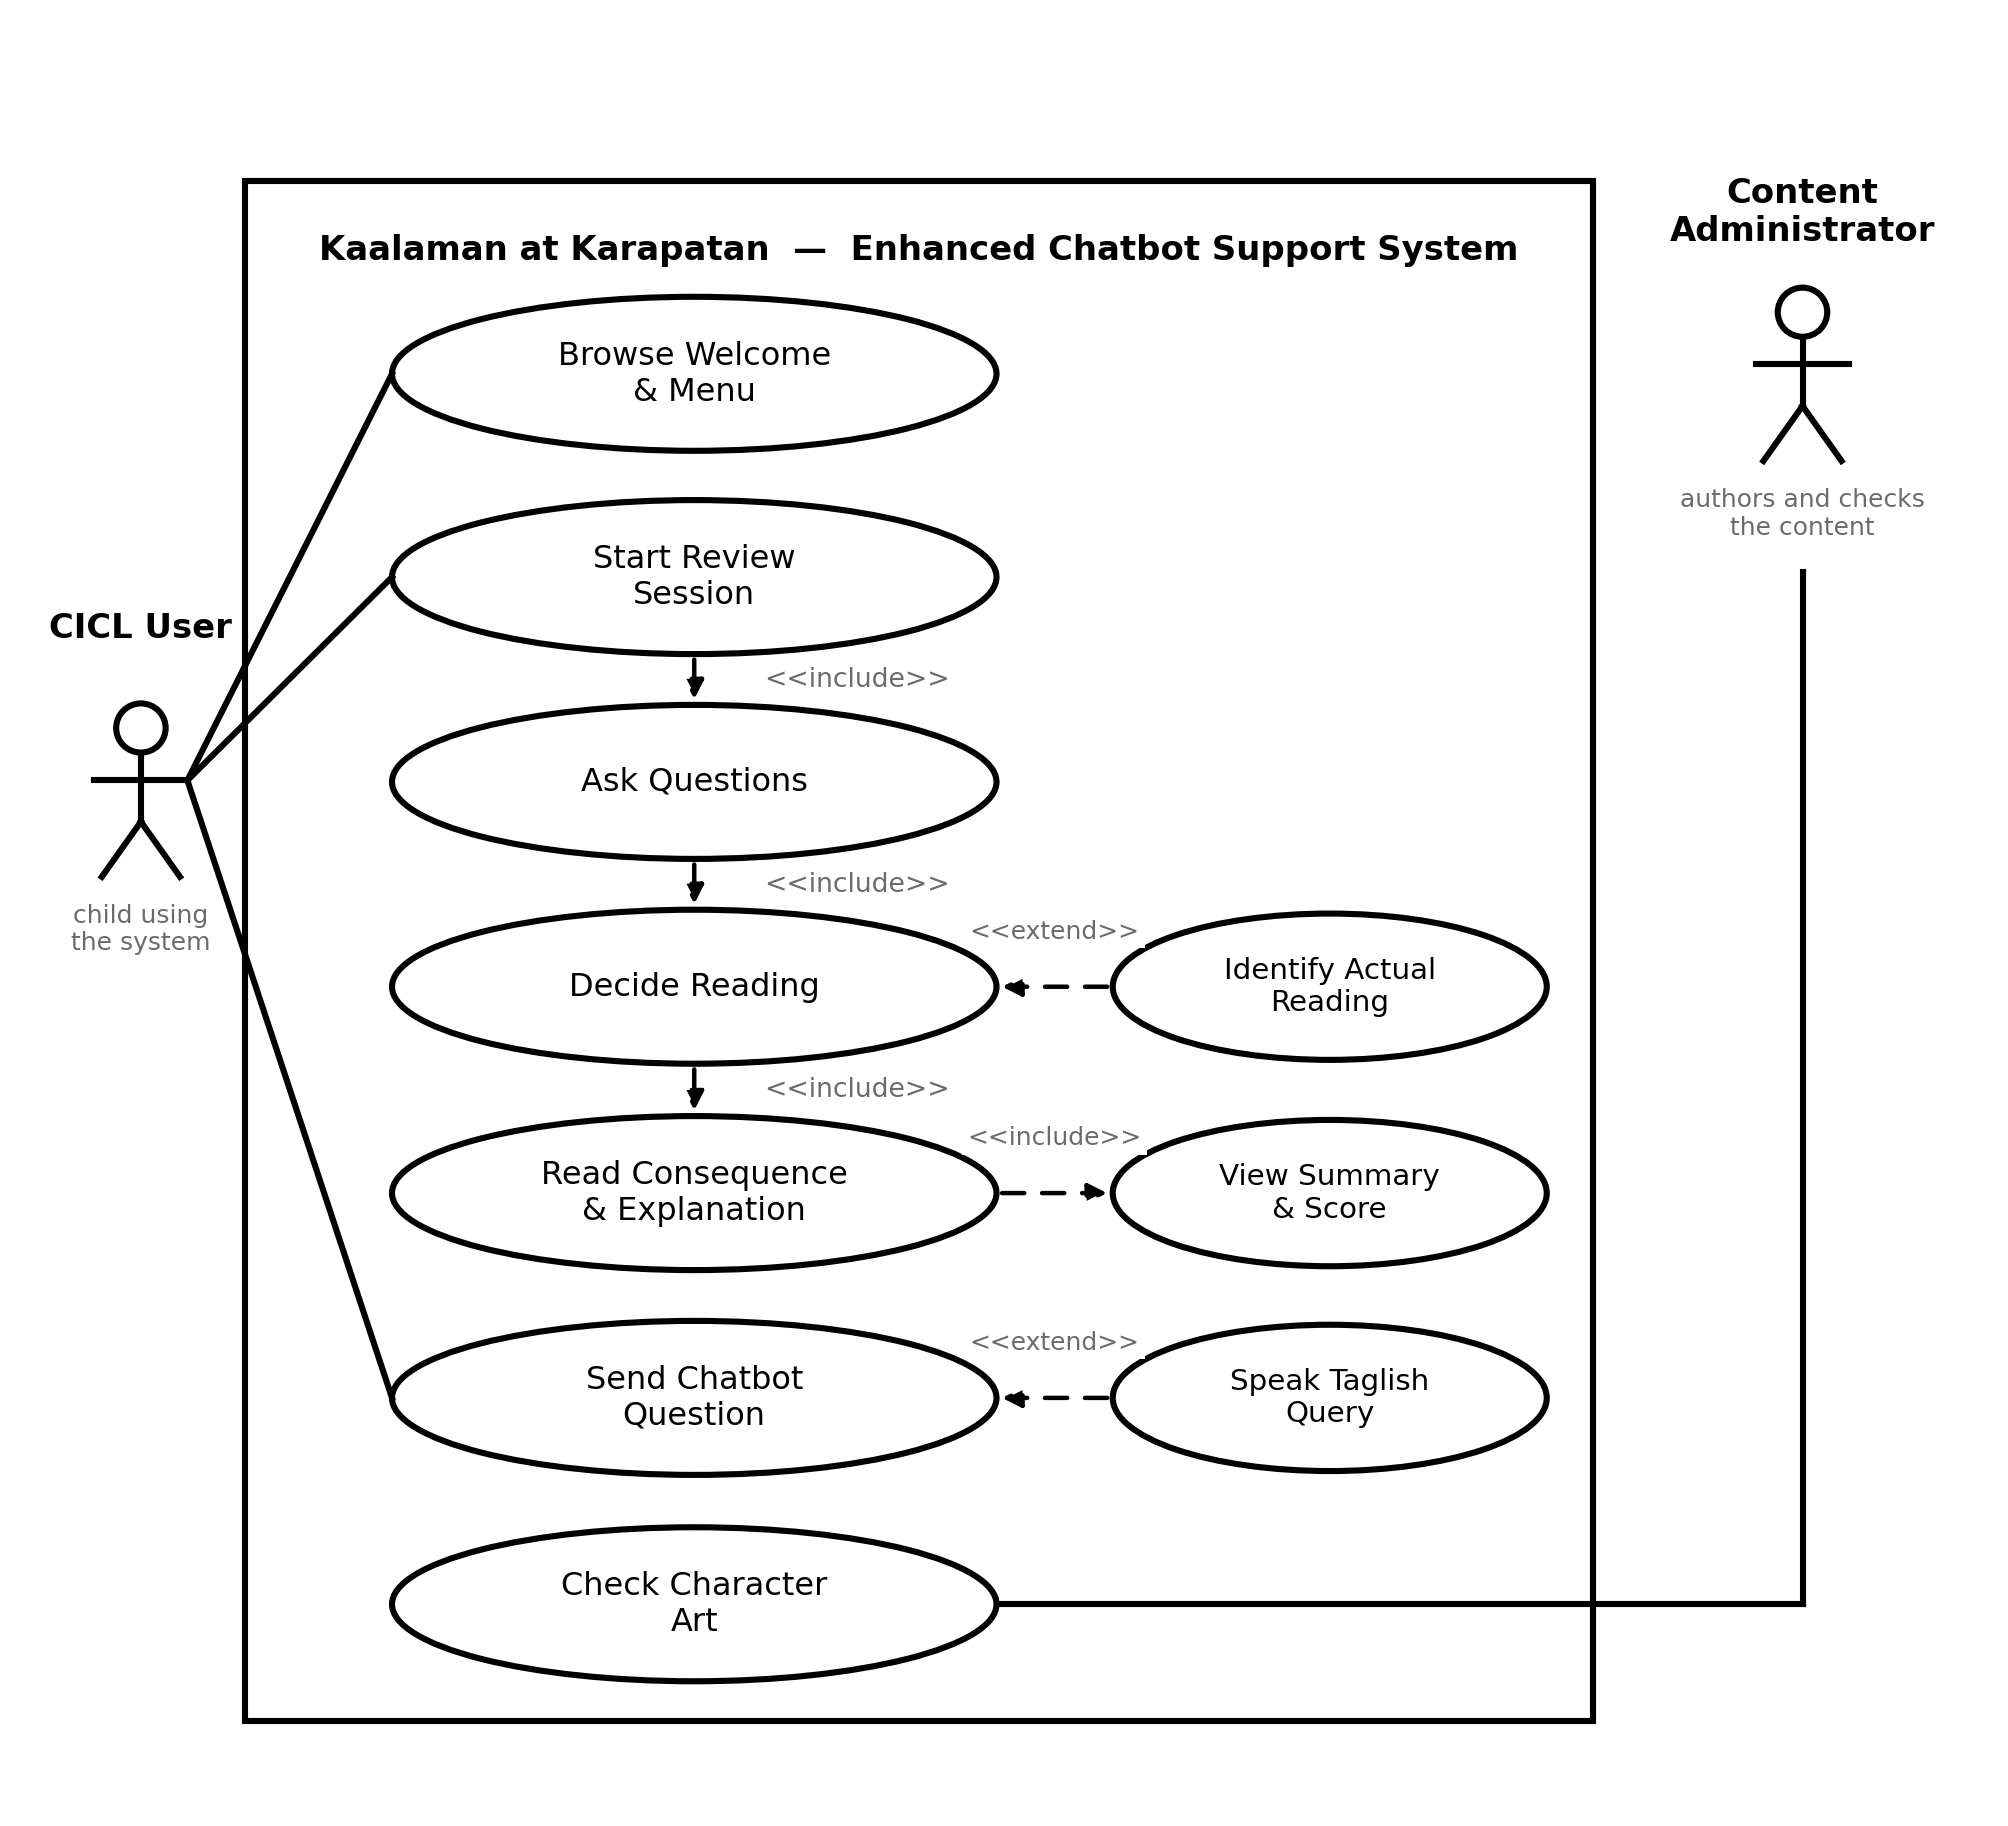 Content
Administrator
Kaalaman at Karapatan — Enhanced Chatbot Support System
Browse Welcome
& Menu
authors and checks
the content
Start Review
Session
CICL User
<<include>>
Ask Questions
child using
the system
<<include>>
<<extend>>
Decide Reading
Identify Actual
Reading
<<include>>
<<include>>
Read Consequence
& Explanation
View Summary
& Score
<<extend>>
Send Chatbot
Question
Speak Taglish
Query
Check Character
Art